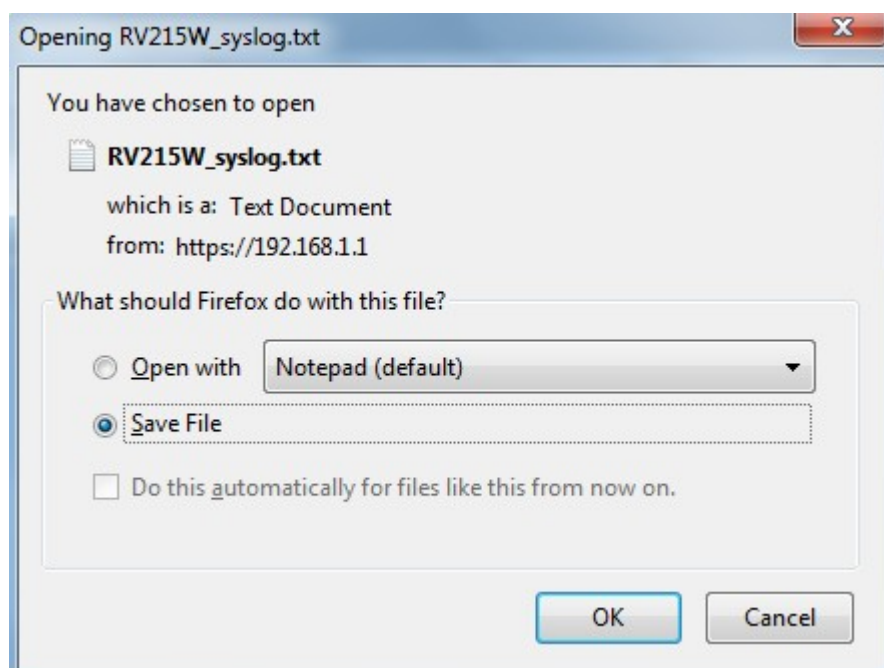 Opening RV215W_syslog.txt
You have chosen to open
RV215W_syslog.txt
which is a: Text Document
from: https://192.168.1.1
What should Firefox do with this file?
Open with Notepad (default)
Save File
Do this automatically for files like this from now on.
OK Cancel